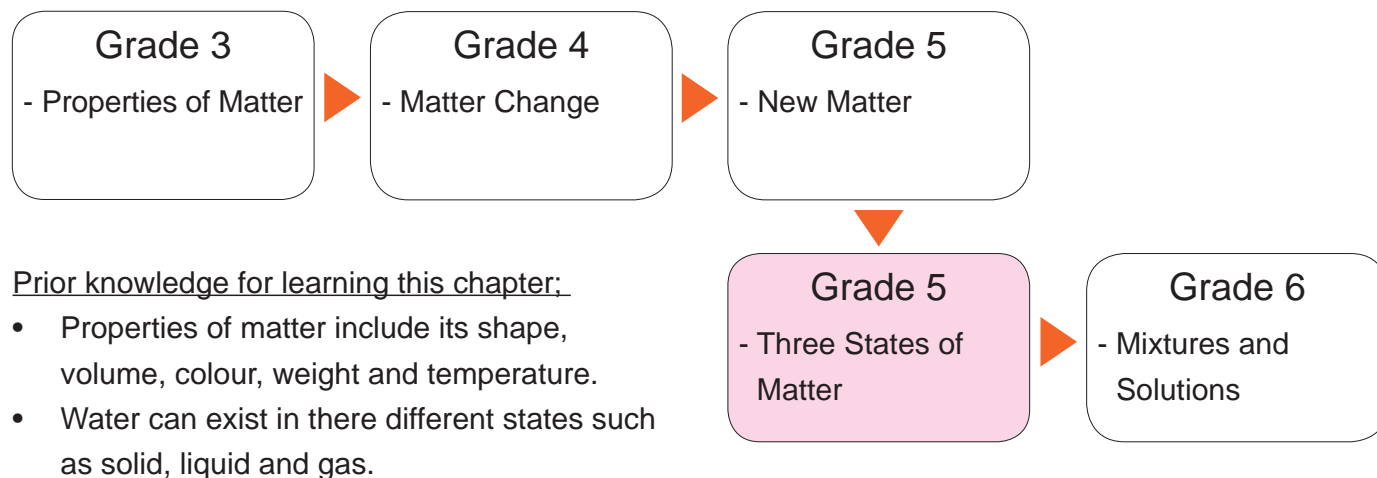 Grade 3
- Properties of Matter
Grade 4
- Matter Change
Grade 5
- New Matter
Prior knowledge for learning this chapter;
• Properties of matter include its shape,
volume, colour, weight and temperature.
• Water can exist in there different states such
as solid, liquid and gas.
Grade 5
- Three States of
Matter
Grade 6
- Mixtures and
Solutions